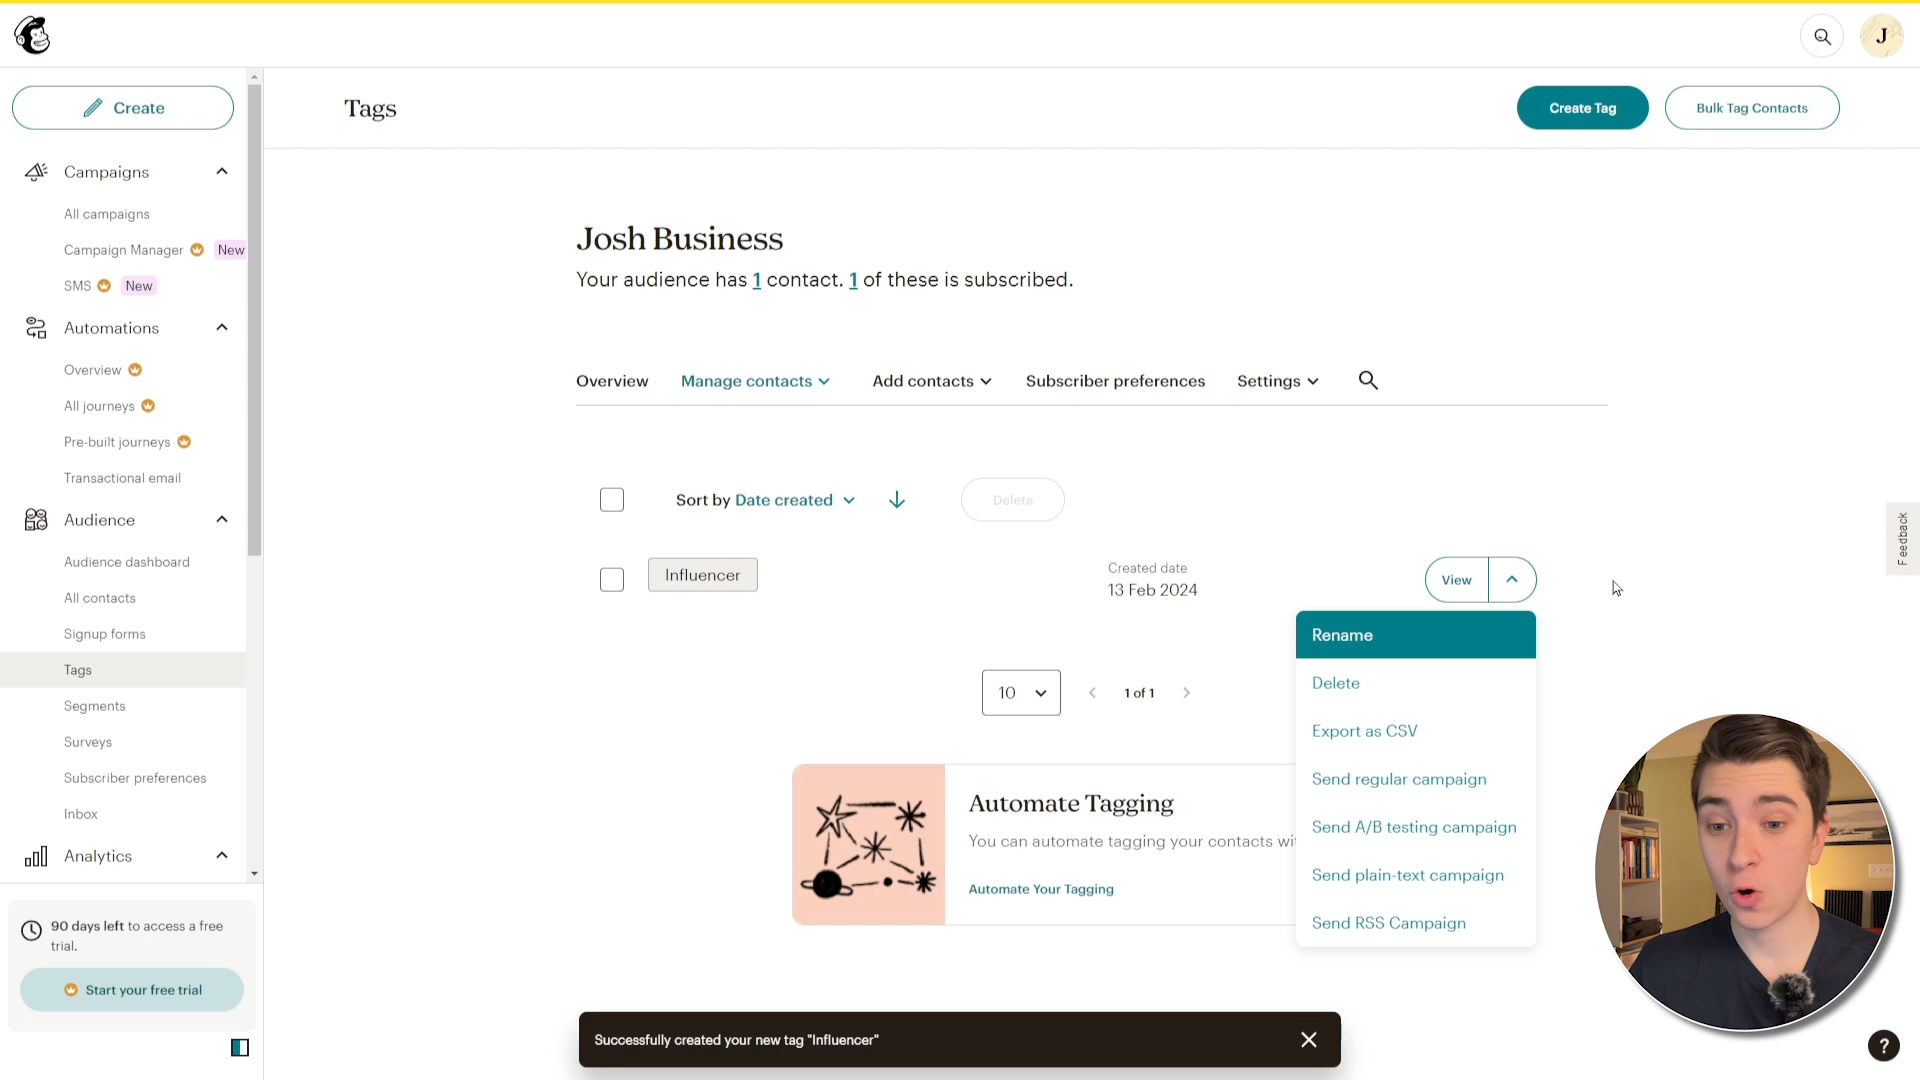 J
Create
Tags
Create Tag
Bulk Tag Contacts
Campaigns
All campaigns
Campaign Manager New
SMS New
Automations
Overview
All journeys
Pre-built journeys
Transactional email
Audience
Audience dashboard
All contacts
Signup forms
Tags
Segments
Surveys
Subscriber preferences
Inbox
Analytics
90 days left to access a free
trial.
Start your free trial
Josh Business
Your audience has 1 contact. 1 of these is subscribed.
Overview Manage contacts Add contacts Subscriber preferences Settings
Sort by Date created Delete
Influencer
Created date
13 Feb 2024
View
Rename
Delete
Export as CSV
Send regular campaign
Send A/B testing campaign
Send plain-text campaign
Send RSS Campaign
10 1 of 1
Automate Tagging
You can automate tagging your contacts wi
Automate Your Tagging
Successfully created your new tag "Influencer"
Feedback
?